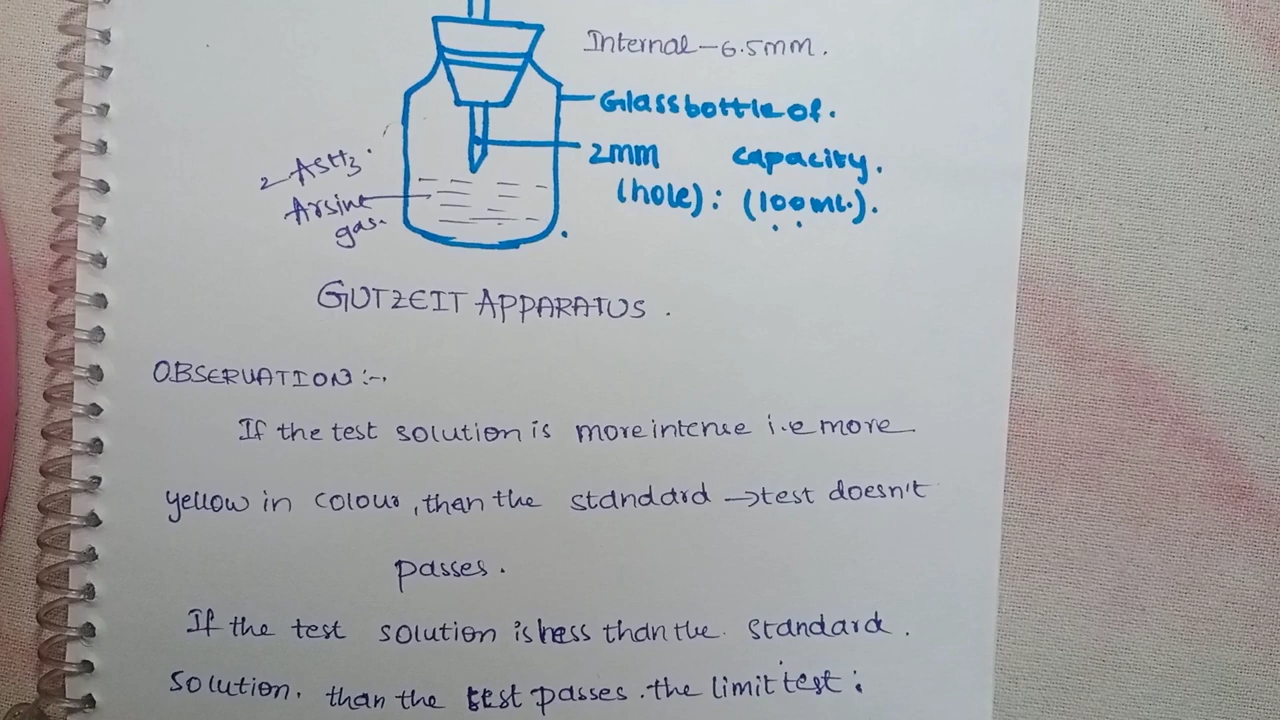 Internal - 6.5mm.
Glass bottle of.
2mm capacity.
(hole): (100ml.).
2 AsH3.
Arsine
gas.
GUTZEIT APPARATUS.
OBSERVATION :-
If the test solution is more intense i.e more
yellow in colour, than the standard → test doesn't
passes.
If the test solution is less than the standard.
solution. than the test passes. the limit test :